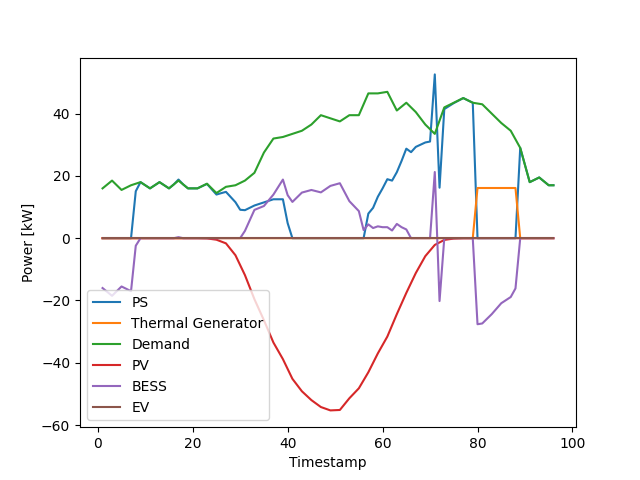 40
20
0
−20
−40
−60
Power [kW]
PS
Thermal Generator
Demand
PV
BESS
EV
0 20 40 60 80 100
Timestamp